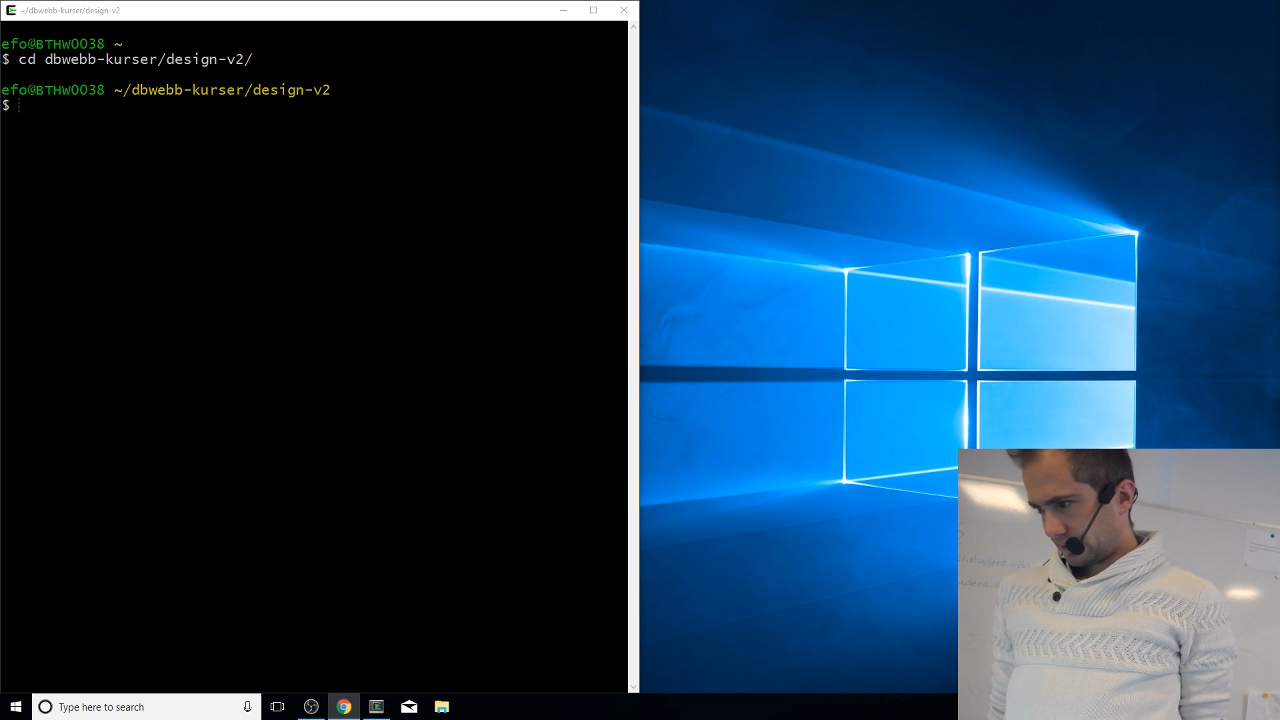 ~/dbwebb-kurser/design-v2
efo@BTHW0038 ~
$ cd dbwebb-kurser/design-v2/
efo@BTHW0038 ~/dbwebb-kurser/design-v2
$
Type here to search